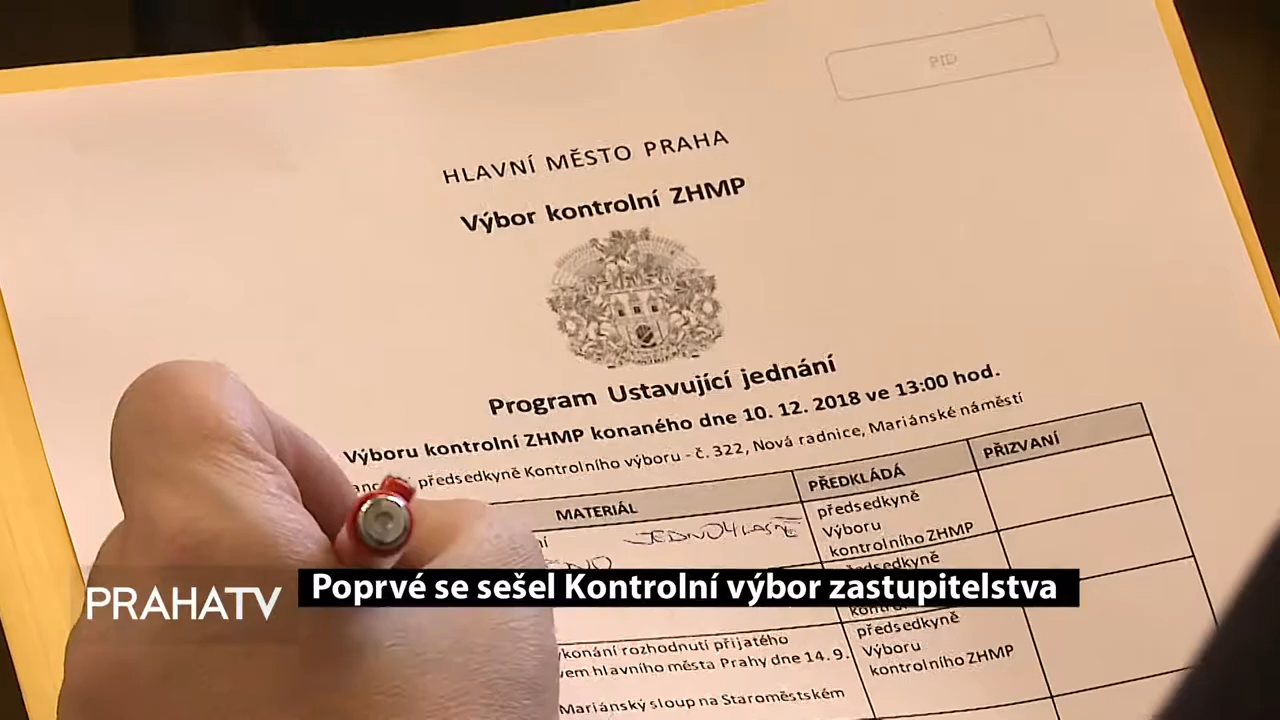 PID
HLAVNÍ MĚSTO PRAHA
Výbor kontrolní ZHMP
Program Ustavující jednání
Výboru kontrolní ZHMP konaného dne 10. 12. 2018 ve 13:00 hod.
předsedkyně Kontrolního výboru - č. 322, Nová radnice, Mariánské náměstí
MATERIÁL PŘEDKLÁDÁ PŘIZVANÍ
JEDNOHLASNĚ
předsedkyně
Výboru
kontrolního ZHMP
předsedkyně
PRAHATV
Poprvé se sešel Kontrolní výbor zastupitelstva
rozhodnutí přijatého
hlavního města Prahy dne 14. 9.
Mariánský sloup na Staroměstském
předsedkyně
Výboru
kontrolního ZHMP